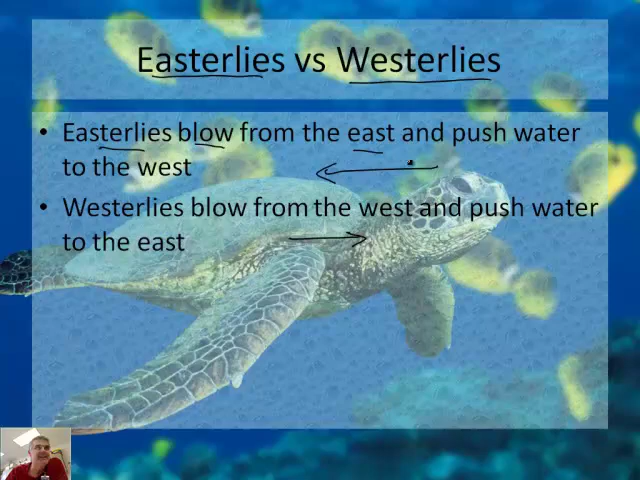 Easterlies vs Westerlies
• Easterlies blow from the east and push water
to the west
• Westerlies blow from the west and push water
to the east